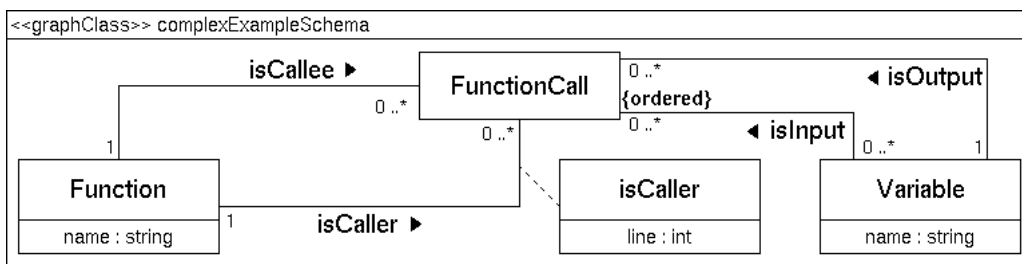 <<graphClass>> complexExampleSchema
isCallee ▶
FunctionCall
0 ..*
◀ isOutput
0 ..*
{ordered}
0 ..*
0 ..*
◀ isInput
1
0 ..*
1
Function
isCaller
Variable
1
isCaller ▶
name : string
line : int
name : string